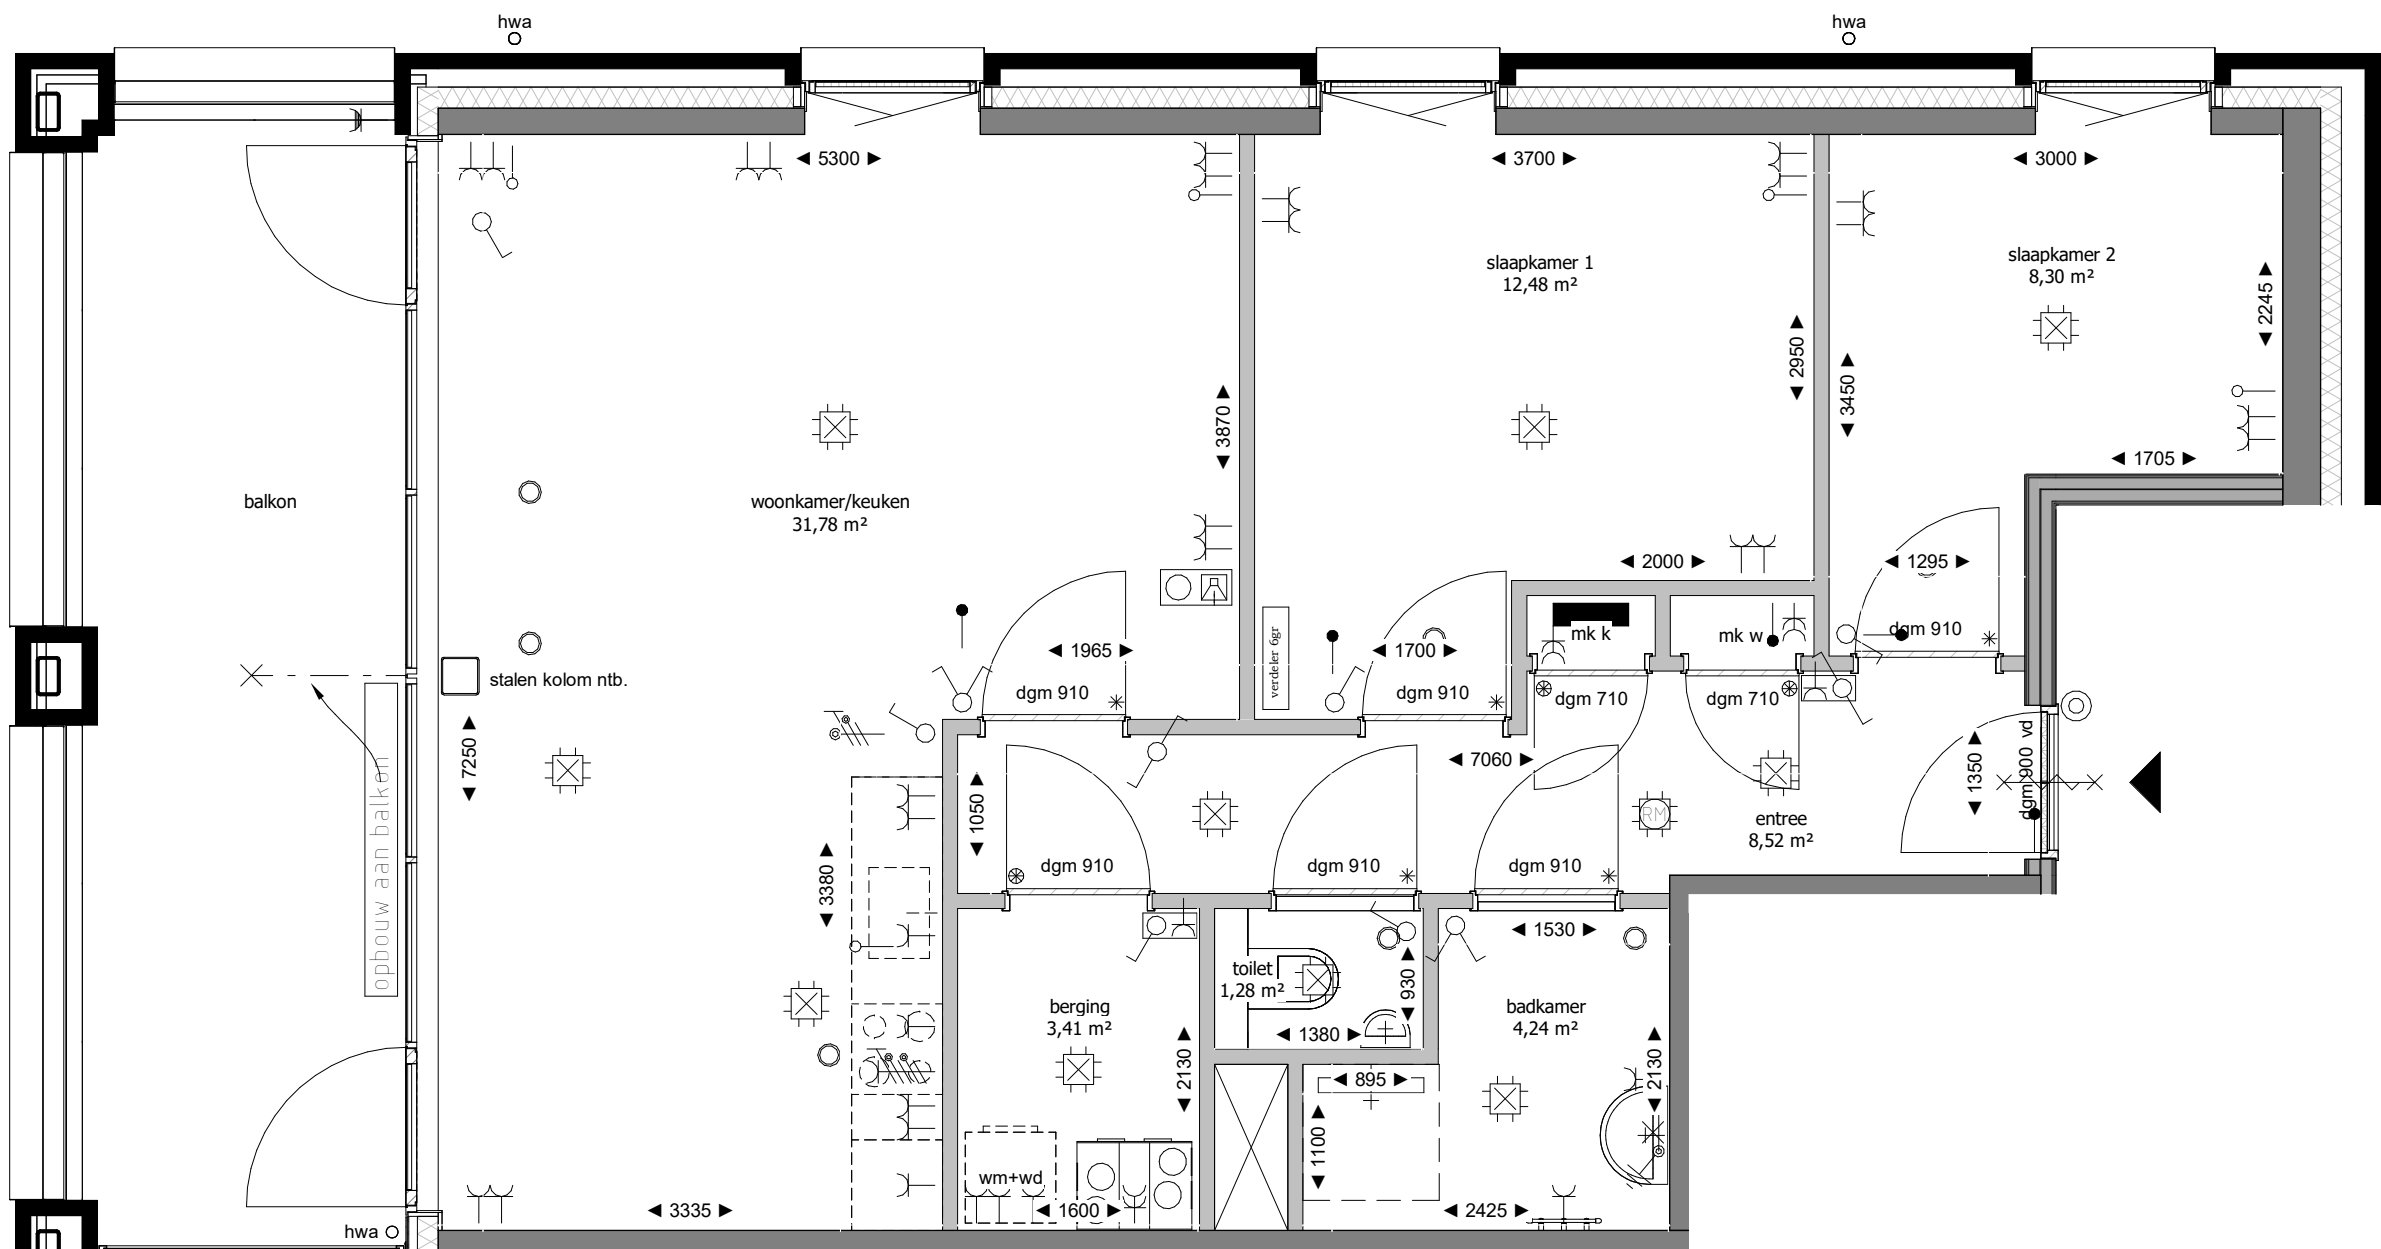 hwa
hwa
◄ 5300 ►
◄ 3700 ►
◄ 3000 ►
slaapkamer 1
12,48 m²
slaapkamer 2
8,30 m²
◄ 2245 ►
◄ 2950 ►
◄ 3450 ►
◄ 3870 ►
◄ 1705 ►
balkon
woonkamer/keuken
31,78 m²
◄ 2000 ►
◄ 1295 ►
dgm 910
mk k
mk w
◄ 1965 ►
dgm 910
verdeler 6gr
◄ 1700 ►
dgm 910
dgm 710
dgm 710
stalen kolom ntb.
◄ 7250 ►
opbouw aan balkon
◄ 7060 ►
◄ 1350 ►
dgm 900 vd
◄ 1050 ►
RM
entree
8,52 m²
◄ 3380 ►
dgm 910
dgm 910
dgm 910
◄ 1530 ►
toilet
1,28 m²
◄ 930 ►
◄ 1380 ►
berging
3,41 m²
badkamer
4,24 m²
◄ 2130 ►
◄ 2130 ►
◄ 895 ►
◄ 1100 ►
wm+wd
◄ 3335 ►
◄ 1600 ►
◄ 2425 ►
hwa